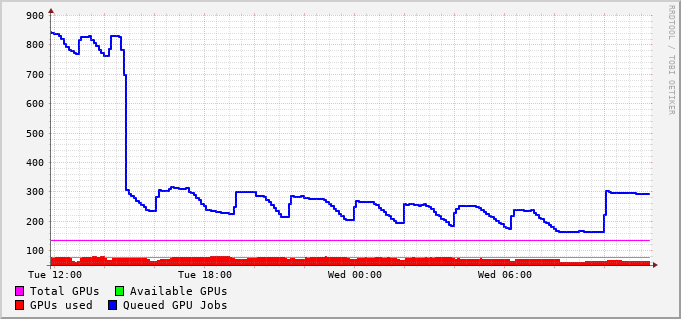 900
800
700
600
500
400
300
200
100
Tue 12:00 Tue 18:00 Wed 00:00 Wed 06:00
Total GPUs Available GPUs
GPUs used Queued GPU Jobs
RRDTOOL / TOBI OETIKER